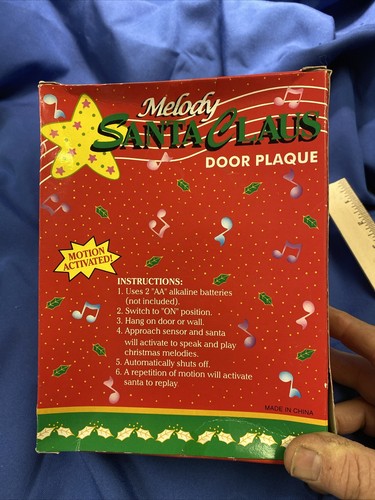 Melody
SANTA CLAUS
DOOR PLAQUE
MOTION
ACTIVATED!
INSTRUCTIONS:
1. Uses 2 "AA" alkaline batteries
(not included).
2. Switch to "ON" position.
3. Hang on door or wall.
4. Approach sensor and santa
will activate to speak and play
christmas melodies.
5. Automatically shuts off.
6. A repetition of motion will activate
santa to replay
MADE IN CHINA